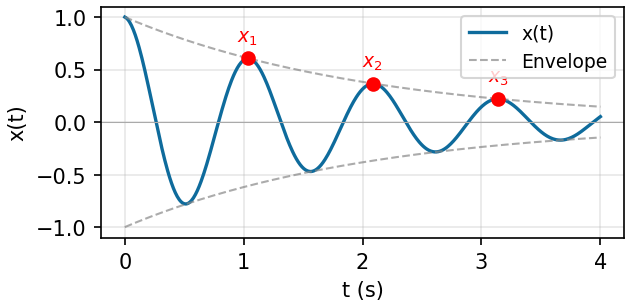 x₁
x₂
x₃
x(t)
Envelope
1.0
0.5
0.0
−0.5
−1.0
x(t)
0 1 2 3 4
t (s)